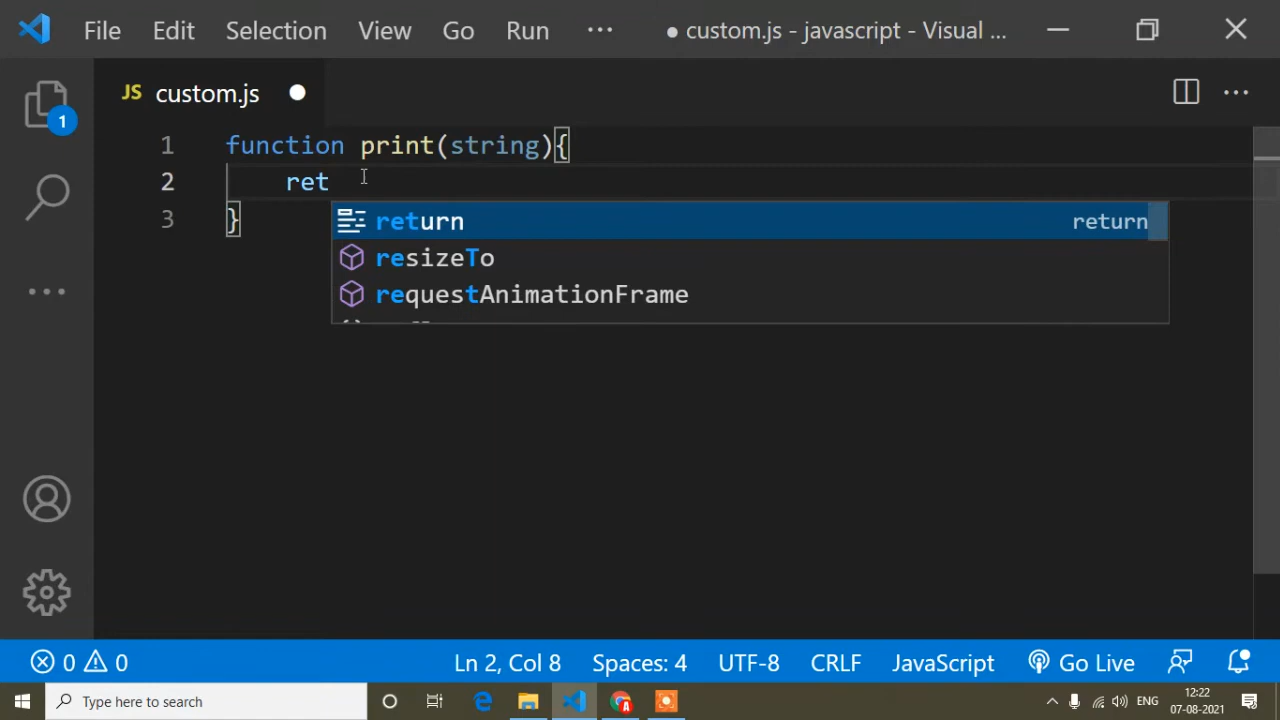 File Edit Selection View Go Run ··· ● custom.js - javascript - Visual ...
JS custom.js ●
1 function print(string){
2 ret
3 }
return return
resizeTo
requestAnimationFrame
1
0 0 Ln 2, Col 8 Spaces: 4 UTF-8 CRLF JavaScript Go Live
Type here to search ENG 12:22
07-08-2021